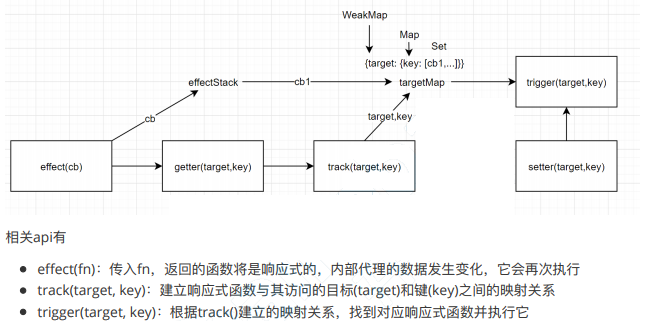 WeakMap
Map
Set
{target: {key: [cb1,...]}}
effectStack
cb1
targetMap
trigger(target,key)
cb
target,key
effect(cb)
getter(target,key)
track(target,key)
setter(target,key)
相关api有
effect(fn)：传入fn，返回的函数将是响应式的，内部代理的数据发生变化，它会再次执行
track(target, key)：建立响应式函数与其访问的目标(target)和键(key)之间的映射关系
trigger(target, key)：根据track()建立的映射关系，找到对应响应式函数并执行它